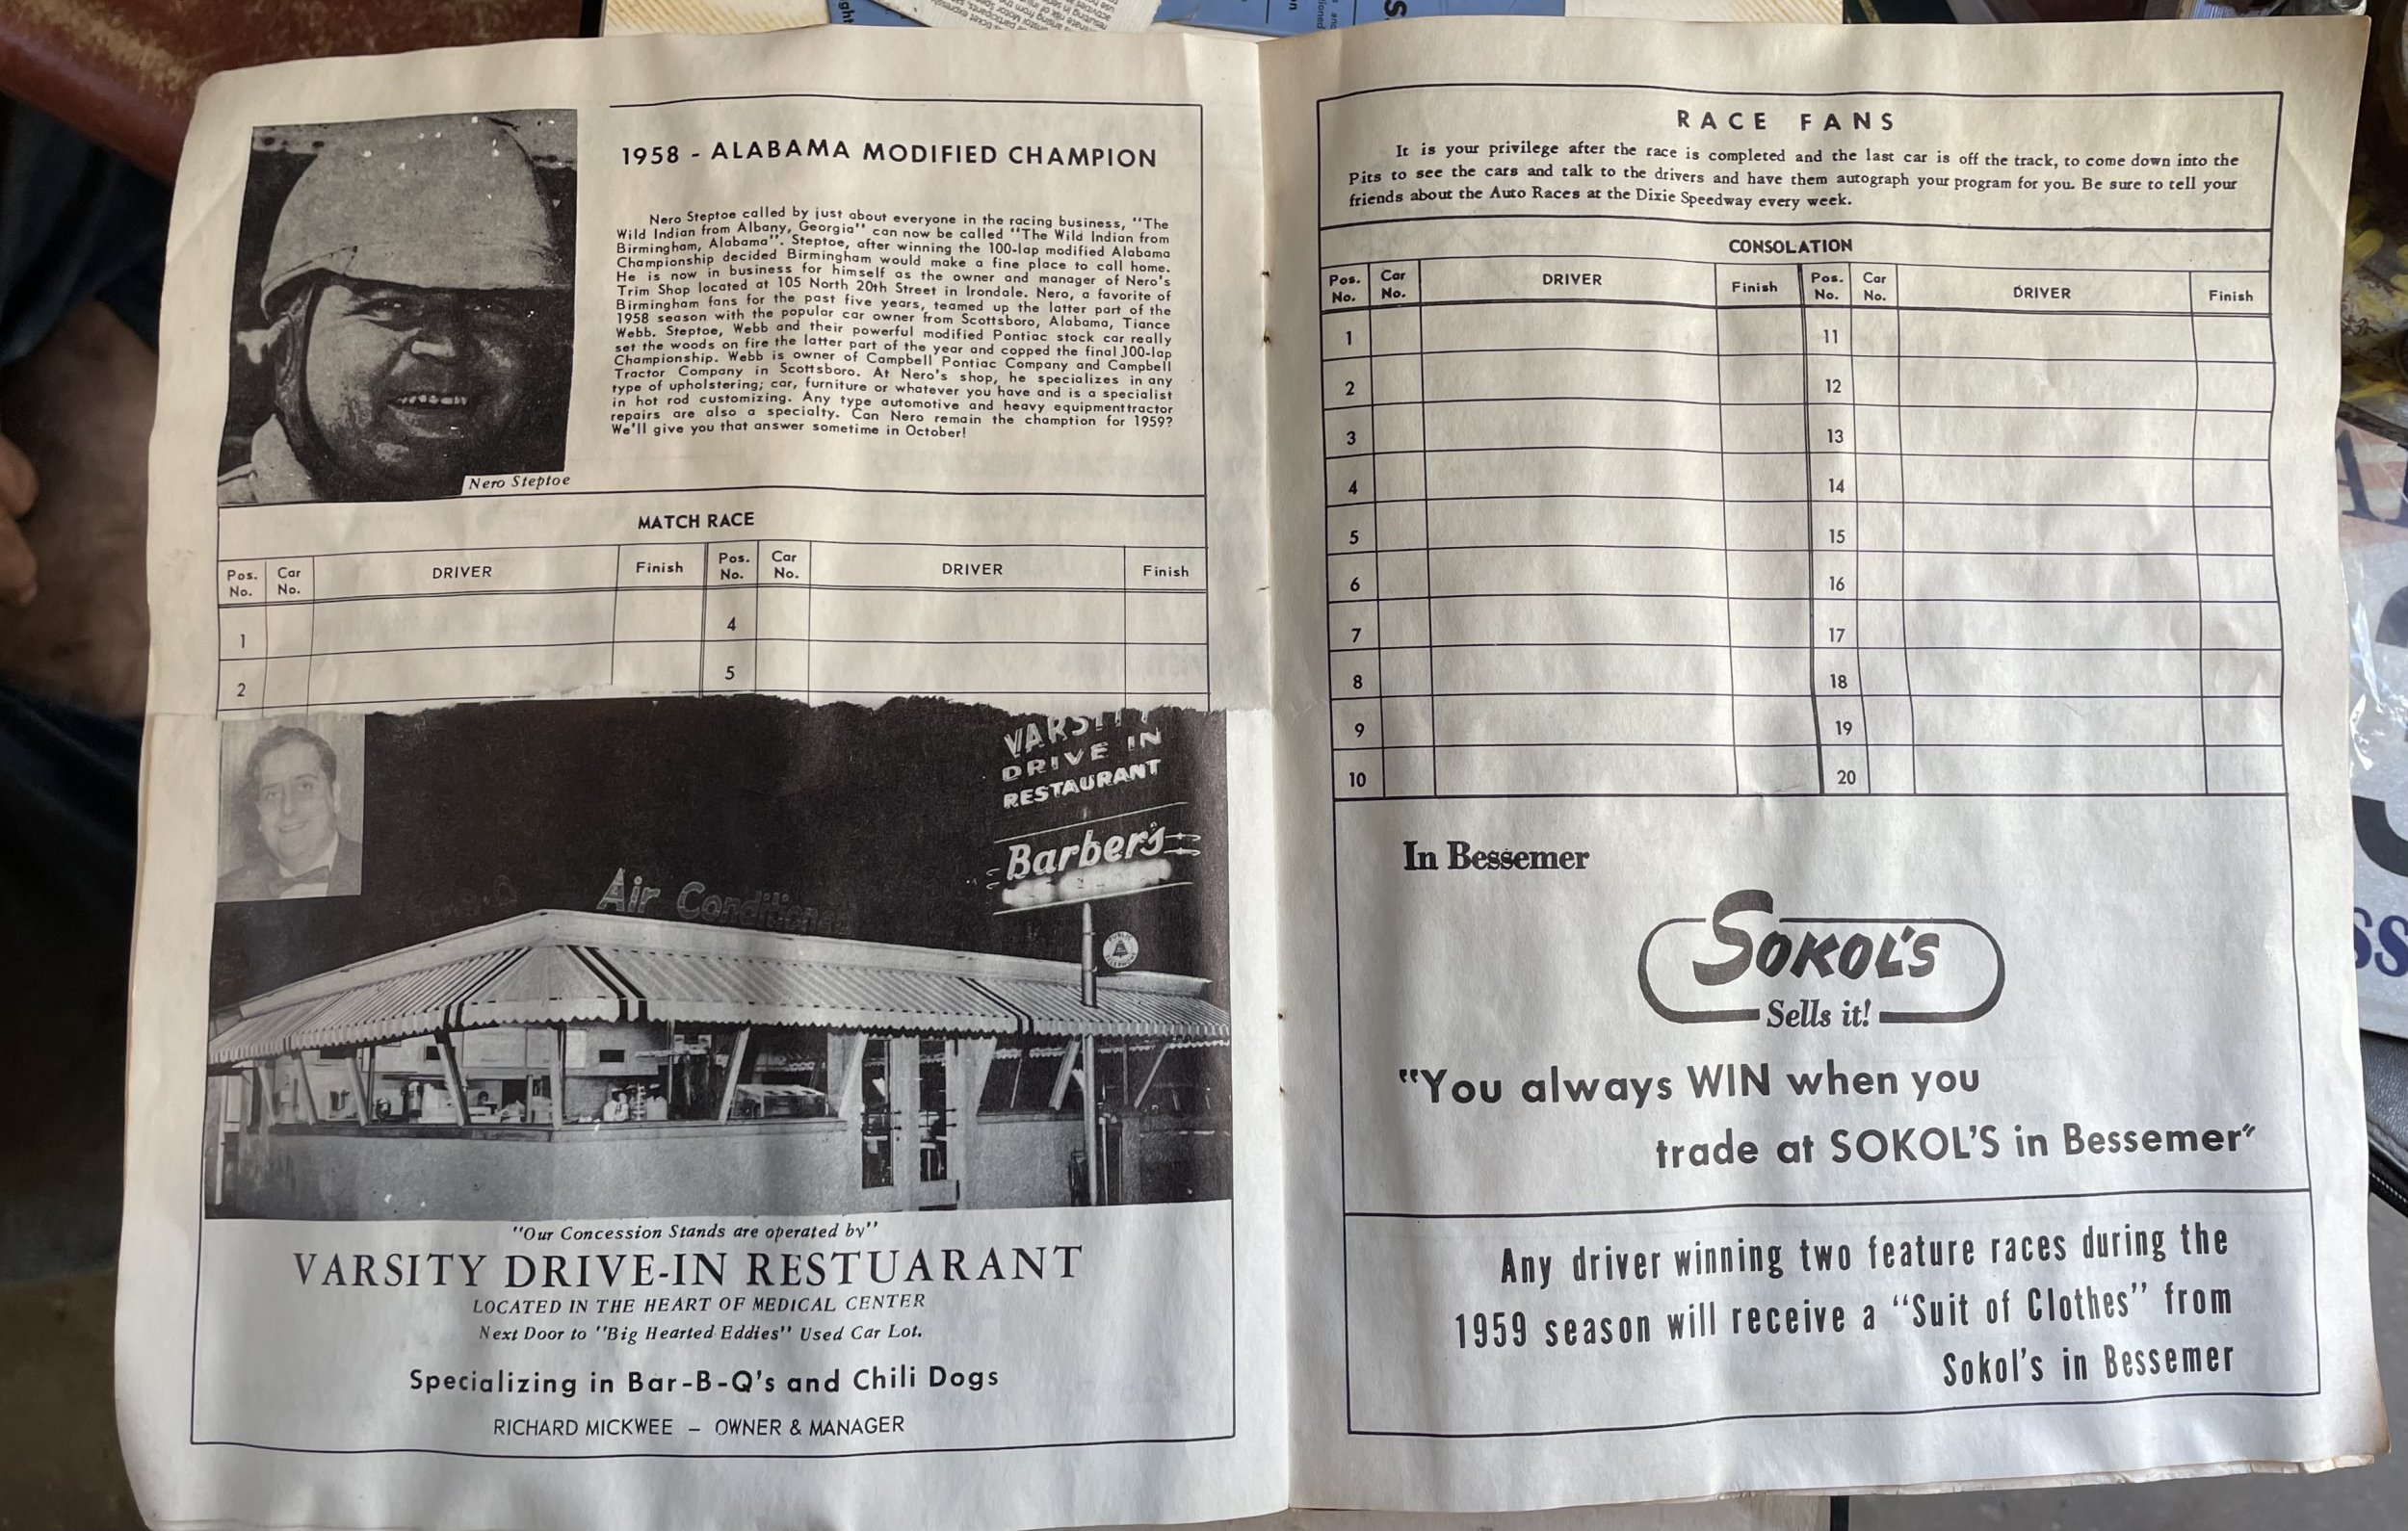 1958 - ALABAMA MODIFIED CHAMPION
Nero Steptoe called by just about everyone in the racing business, "The
Wild Indian from Albany, Georgia" can now be called "The Wild Indian from
Birmingham, Alabama". Steptoe, after winning the 100-lap modified Alabama
Championship decided Birmingham would make a fine place to call home.
He is now in business for himself as the owner and manager of Nero's
Trim Shop located at 105 North 20th Street in Irondale. Nero, a favorite of
Birmingham fans for the past five years, teamed up the latter part of the
1958 season with the popular car owner from Scottsboro, Alabama, Tiance
Webb. Steptoe, Webb and their powerful modified Pontiac stock car really
set the woods on fire the latter part of the year and copped the final 100-lap
Championship. Webb is owner of Campbell Pontiac Company and Campbell
Tractor Company in Scottsboro. At Nero's shop, he specializes in any
type of upholstering; car, furniture or whatever you have and is a specialist
in hot rod customizing. Any type automotive and heavy equipmenttractor
repairs are also a specialty. Can Nero remain the chamption for 1959?
We'll give you that answer sometime in October!
Nero Steptoe
MATCH RACE
Pos. No. Car No. DRIVER Finish Pos. No. Car No. DRIVER Finish
1 4
2 5
VARSITY
DRIVE IN
RESTAURANT
Barber's
Air Conditioned
PUBLIC
TELEPHONE
"Our Concession Stands are operated by"
VARSITY DRIVE-IN RESTUARANT
LOCATED IN THE HEART OF MEDICAL CENTER
Next Door to "Big Hearted Eddies" Used Car Lot.
Specializing in Bar-B-Q's and Chili Dogs
RICHARD MICKWEE — OWNER & MANAGER
RACE FANS
It is your privilege after the race is completed and the last car is off the track, to come down into the
Pits to see the cars and talk to the drivers and have them autograph your program for you. Be sure to tell your
friends about the Auto Races at the Dixie Speedway every week.
CONSOLATION
Pos. No. Car No. DRIVER Finish Pos. No. Car No. DRIVER Finish
1 11
2 12
3 13
4 14
5 15
6 16
7 17
8 18
9 19
10 20
In Bessemer
SOKOL'S
Sells it!
"You always WIN when you
trade at SOKOL'S in Bessemer"
Any driver winning two feature races during the
1959 season will receive a "Suit of Clothes" from
Sokol's in Bessemer